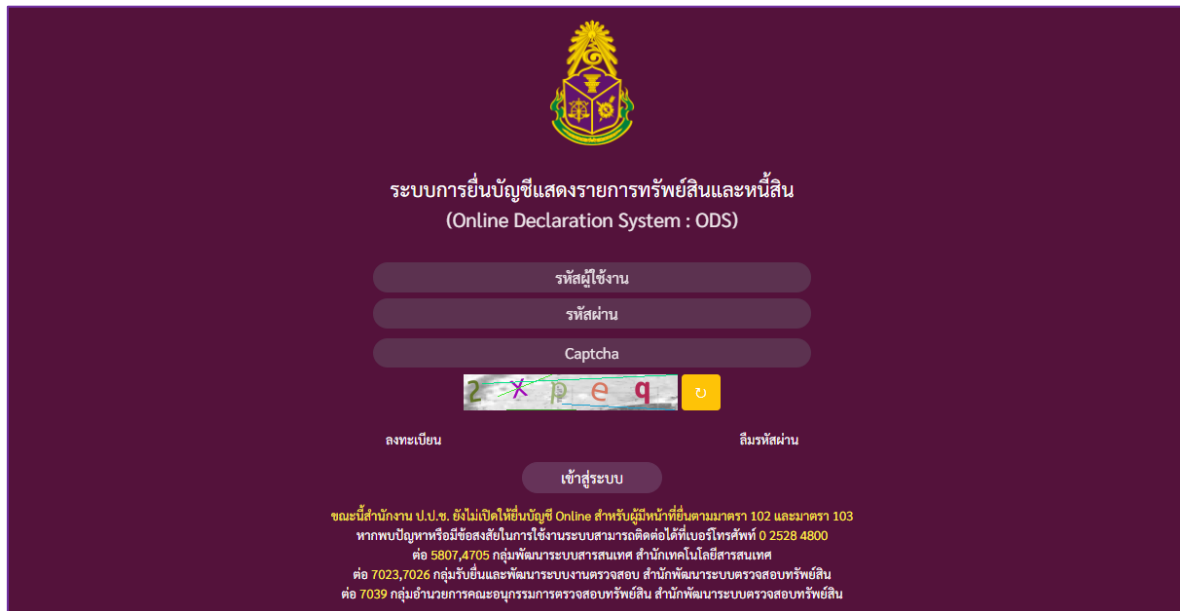 ระบบการยื่นบัญชีแสดงรายการทรัพย์สินและหนี้สิน
(Online Declaration System : ODS)
รหัสผู้ใช้งาน
รหัสผ่าน
Captcha
2 x p e q
ลงทะเบียน ลืมรหัสผ่าน
เข้าสู่ระบบ
ขณะนี้สำนักงาน ป.ป.ช. ยังไม่เปิดให้ยื่นบัญชี Online สำหรับผู้มีหน้าที่ยื่นตามมาตรา 102 และมาตรา 103
หากพบปัญหาหรือมีข้อสงสัยในการใช้งานระบบสามารถติดต่อได้ที่เบอร์โทรศัพท์ 0 2528 4800
ต่อ 5807,4705 กลุ่มพัฒนาระบบสารสนเทศ สำนักเทคโนโลยีสารสนเทศ
ต่อ 7023,7026 กลุ่มรับยื่นและพัฒนาระบบงานตรวจสอบ สำนักพัฒนาระบบตรวจสอบทรัพย์สิน
ต่อ 7039 กลุ่มอำนวยการคณะอนุกรรมการตรวจสอบทรัพย์สิน สำนักพัฒนาระบบตรวจสอบทรัพย์สิน